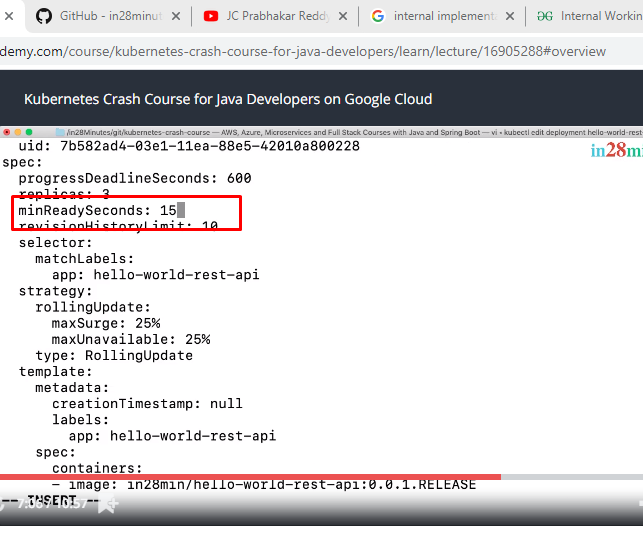 GitHub - in28minut
JC Prabhakar Reddy
internal implementa
Internal Workin
demy.com/course/kubernetes-crash-course-for-java-developers/learn/lecture/16905288#overview
Kubernetes Crash Course for Java Developers on Google Cloud
/in28Minutes/git/kubernetes-crash-course — AWS, Azure, Microservices and Full Stack Courses with Java and Spring Boot — vi • kubectl edit deployment hello-world-rest-
uid: 7b582ad4-03e1-11ea-88e5-42010a800228
in28mi
spec:
progressDeadlineSeconds: 600
replicas: 3
minReadySeconds: 15
revisionHistoryLimit: 10
selector:
matchLabels:
app: hello-world-rest-api
strategy:
rollingUpdate:
maxSurge: 25%
maxUnavailable: 25%
type: RollingUpdate
template:
metadata:
creationTimestamp: null
labels:
app: hello-world-rest-api
spec:
containers:
- image: in28min/hello-world-rest-api:0.0.1.RELEASE
-- INSERT --